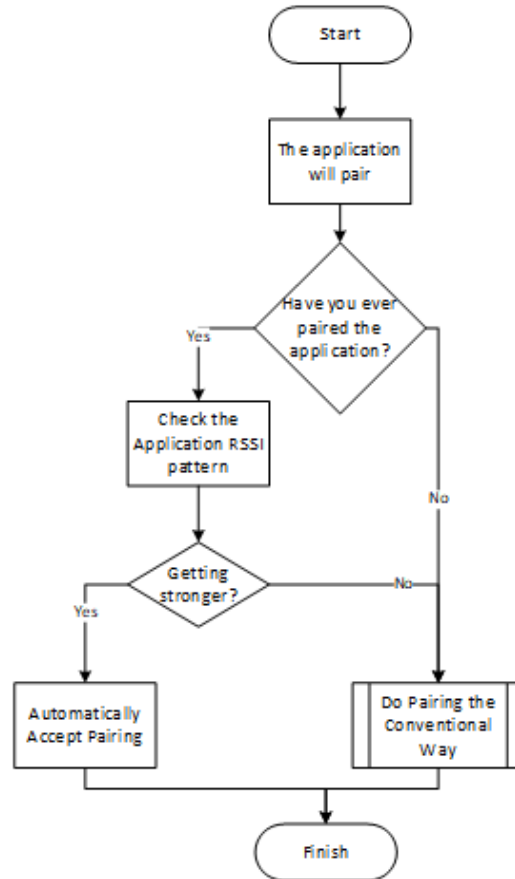 Start
The application
will pair
Have you ever
paired the
application?
Yes
Check the
Application RSSI
pattern
No
Getting
stronger?
No
Yes
Automatically
Accept Pairing
Do Pairing the
Conventional
Way
Finish